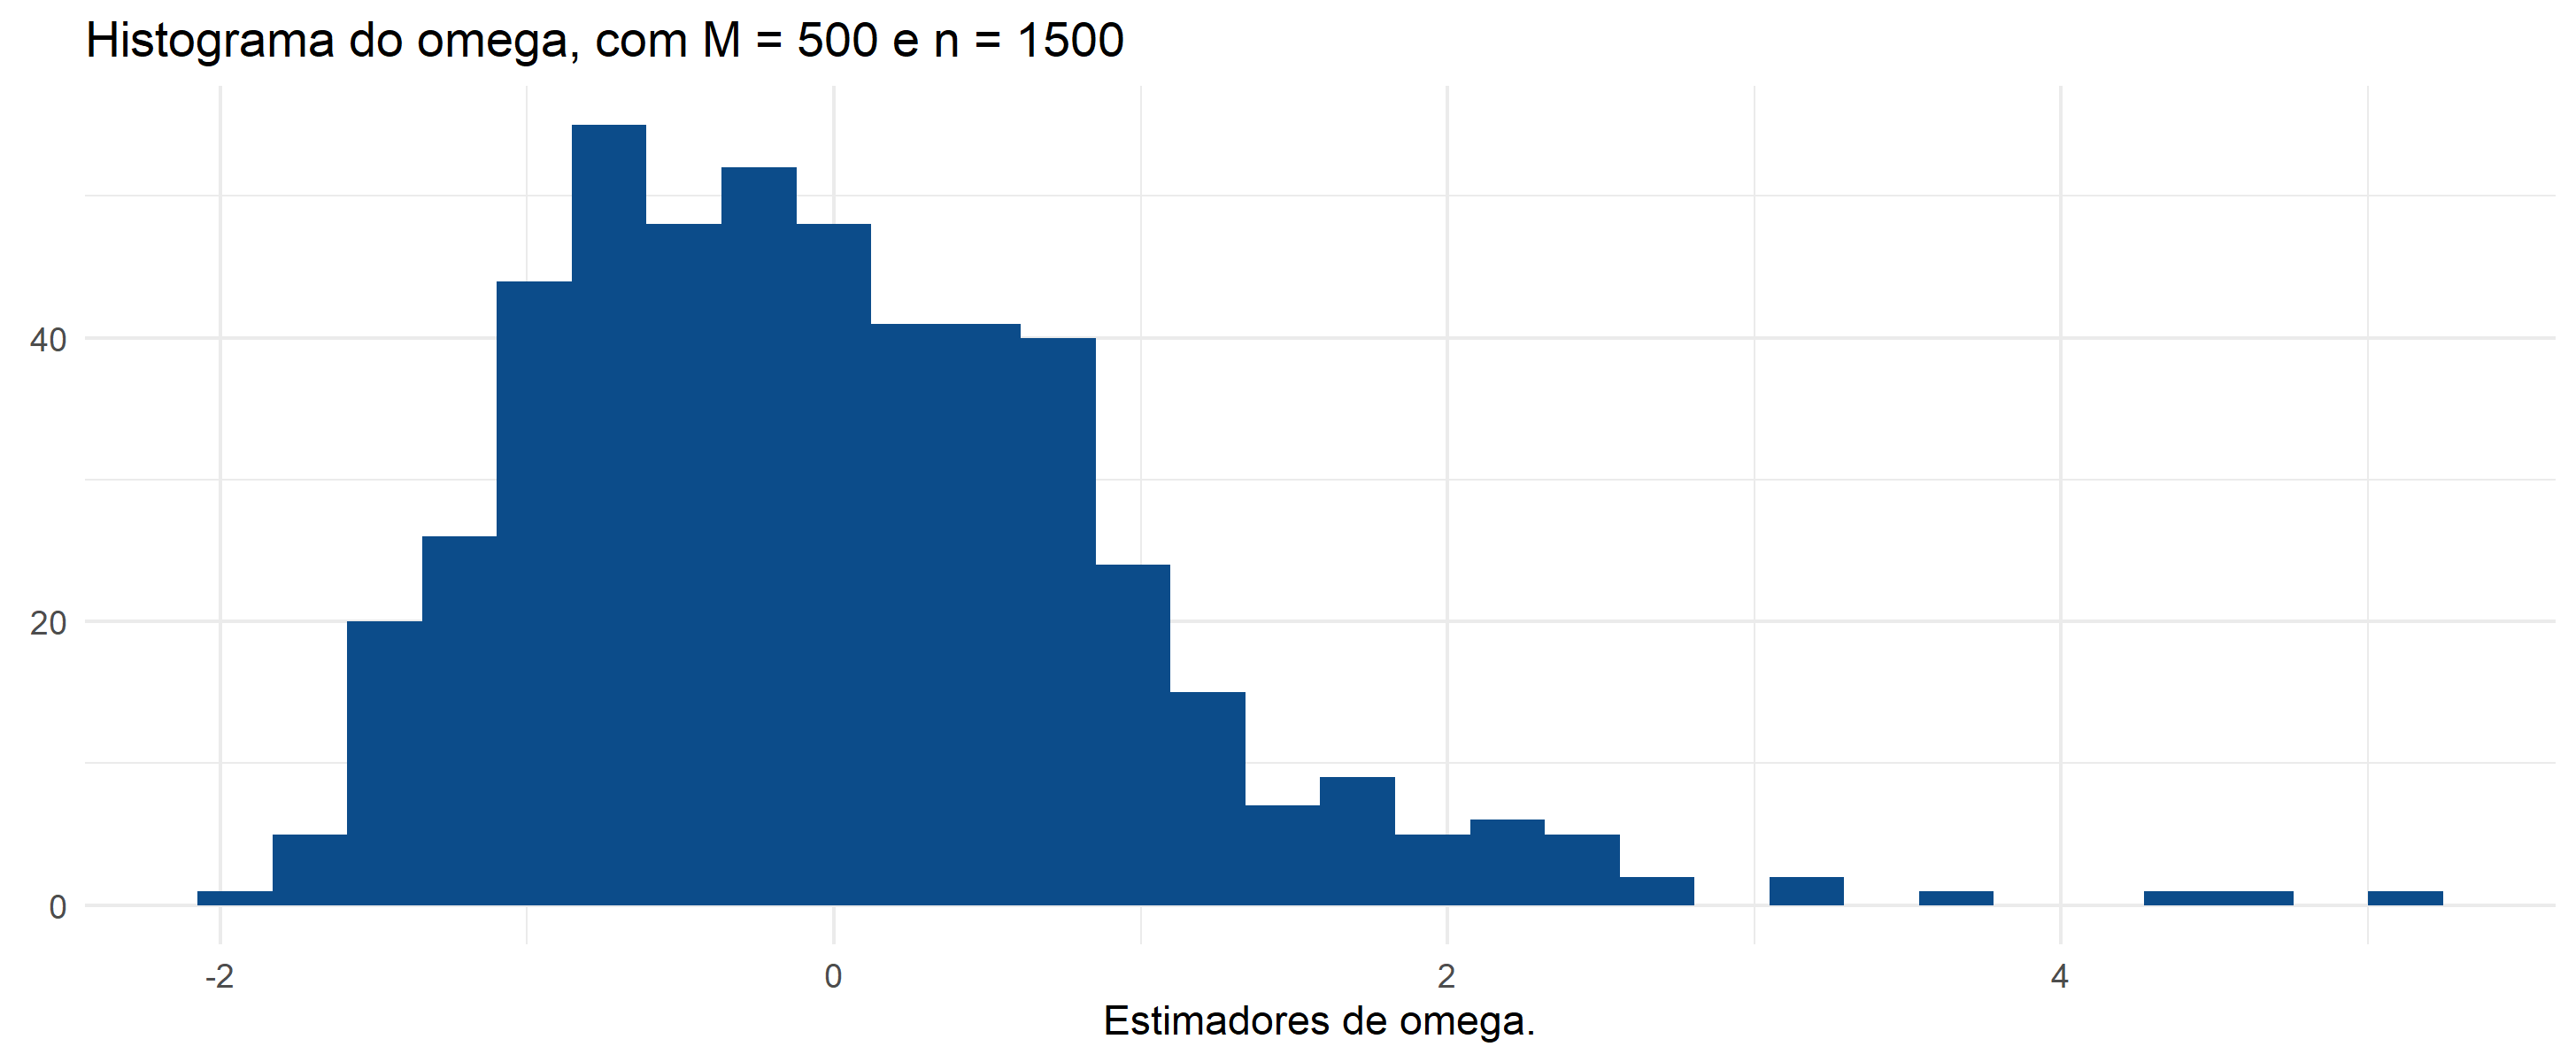 Histograma do omega, com M = 500 e n = 1500
40
20
0
-2 0 2 4
Estimadores de omega.